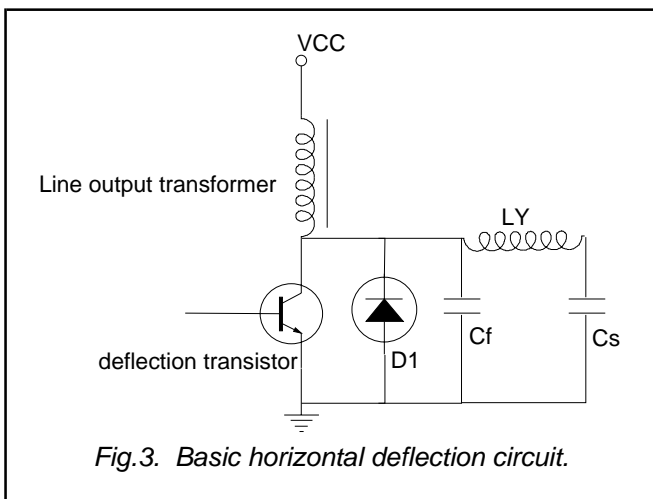 VCC
Line output transformer
LY
deflection transistor
D1
Cf
Cs
Fig.3. Basic horizontal deflection circuit.